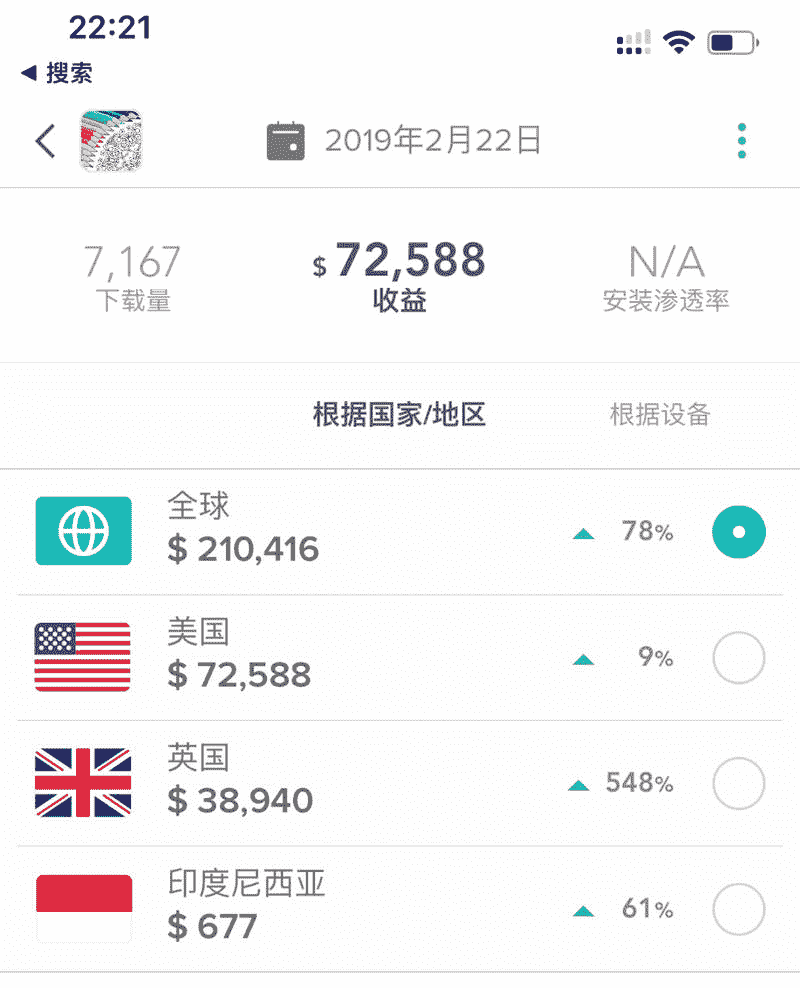 22:21
◀ 搜索
2019年2月22日
7,167
下载量
$ 72,588
收益
N/A
安装渗透率
根据国家/地区
根据设备
全球
$ 210,416
78%
美国
$ 72,588
9%
英国
$ 38,940
548%
印度尼西亚
$ 677
61%